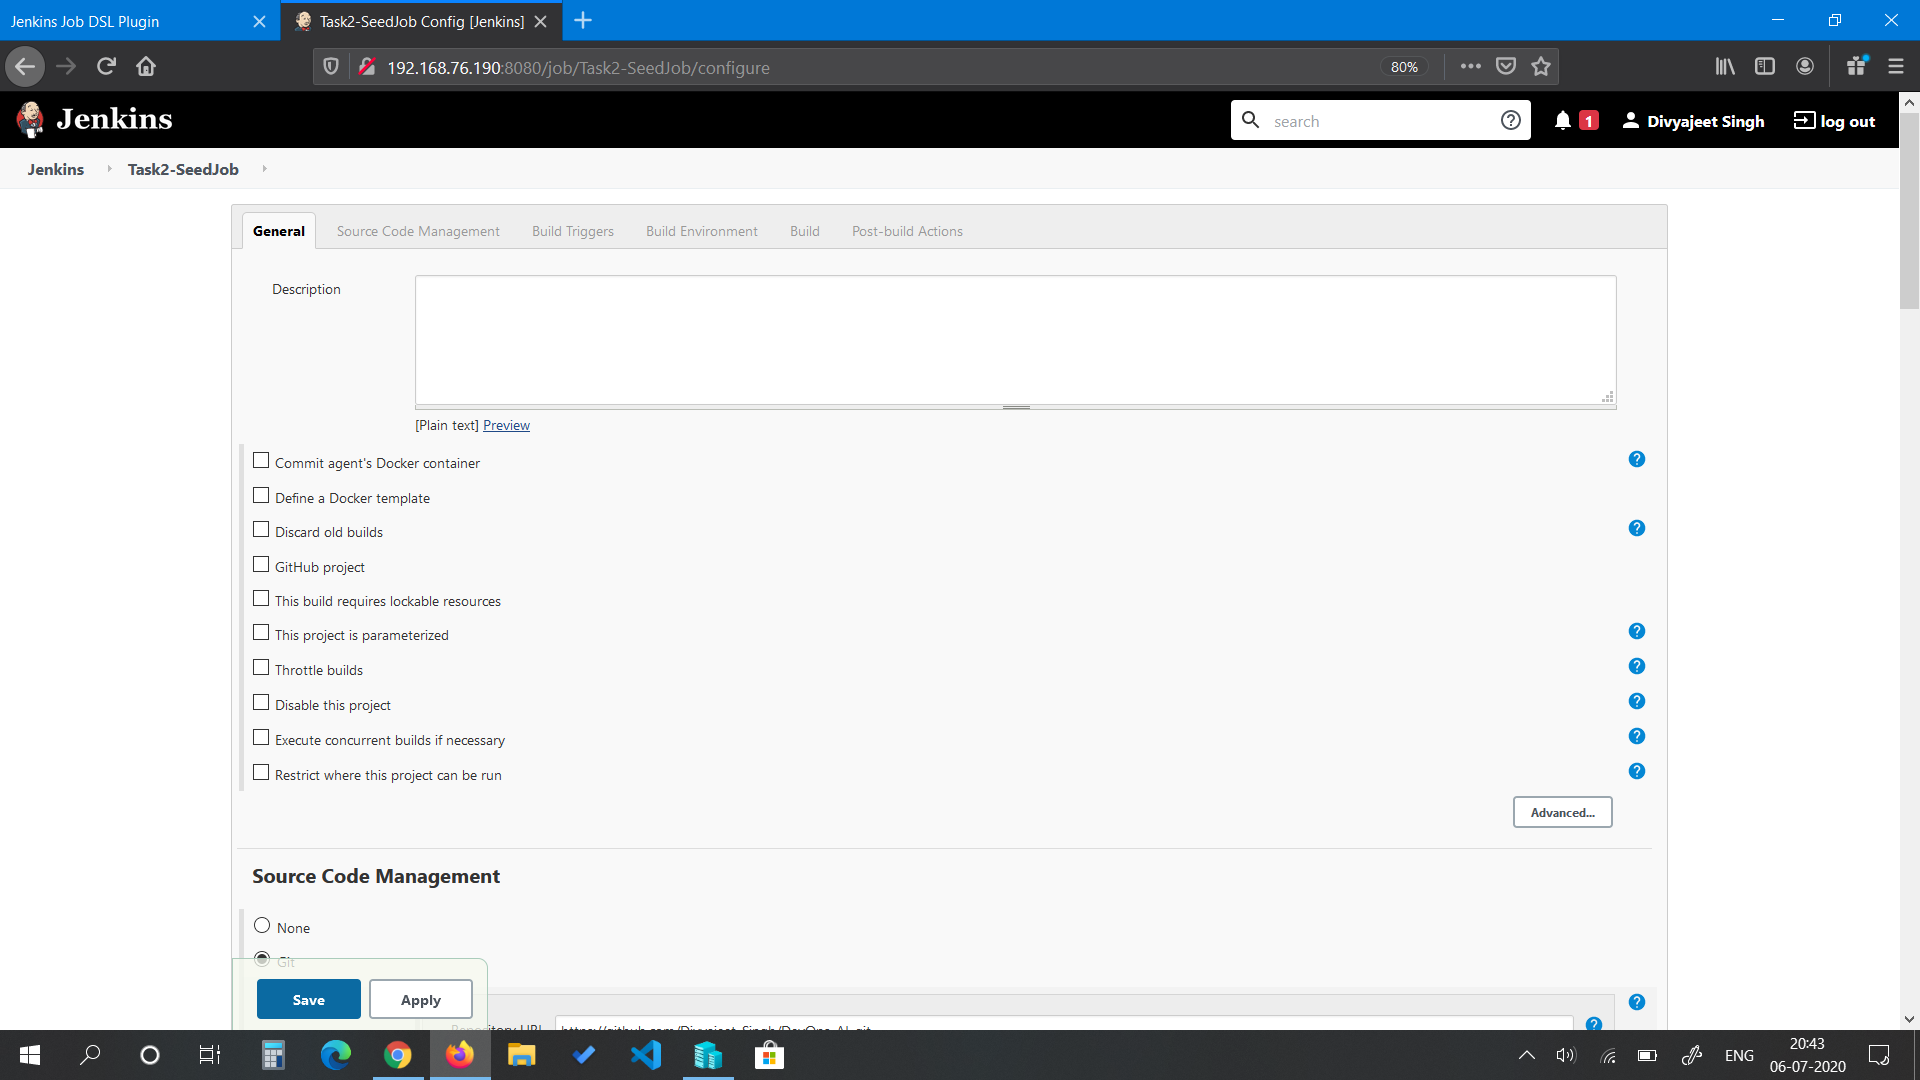 Jenkins Job DSL Plugin
Task2-SeedJob Config [Jenkins]
192.168.76.190:8080/job/Task2-SeedJob/configure
80%
Jenkins
search
1
Divyajeet Singh
log out
Jenkins
Task2-SeedJob
General
Source Code Management
Build Triggers
Build Environment
Build
Post-build Actions
Description
[Plain text] Preview
Commit agent's Docker container
Define a Docker template
Discard old builds
GitHub project
This build requires lockable resources
This project is parameterized
Throttle builds
Disable this project
Execute concurrent builds if necessary
Restrict where this project can be run
Advanced...
Source Code Management
None
Git
Save
Apply
Repository URL
ENG
20:43
06-07-2020